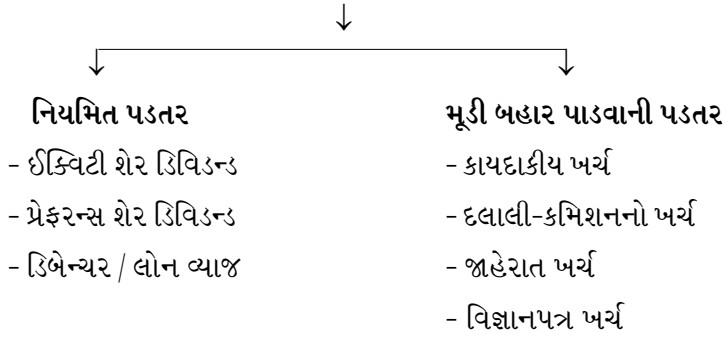 નિયમિત પડતર
- ઈક્વિટી શેર ડિવિડન્ડ
- પ્રેફરન્સ શેર ડિવિડન્ડ
- ડિબેન્ચર / લોન વ્યાજ
મૂડી બહાર પાડવાની પડતર
- કાયદાકીય ખર્ચ
- દલાલી-કમિશનનો ખર્ચ
- જાહેરાત ખર્ચ
- વિજ્ઞાનપત્ર ખર્ચ